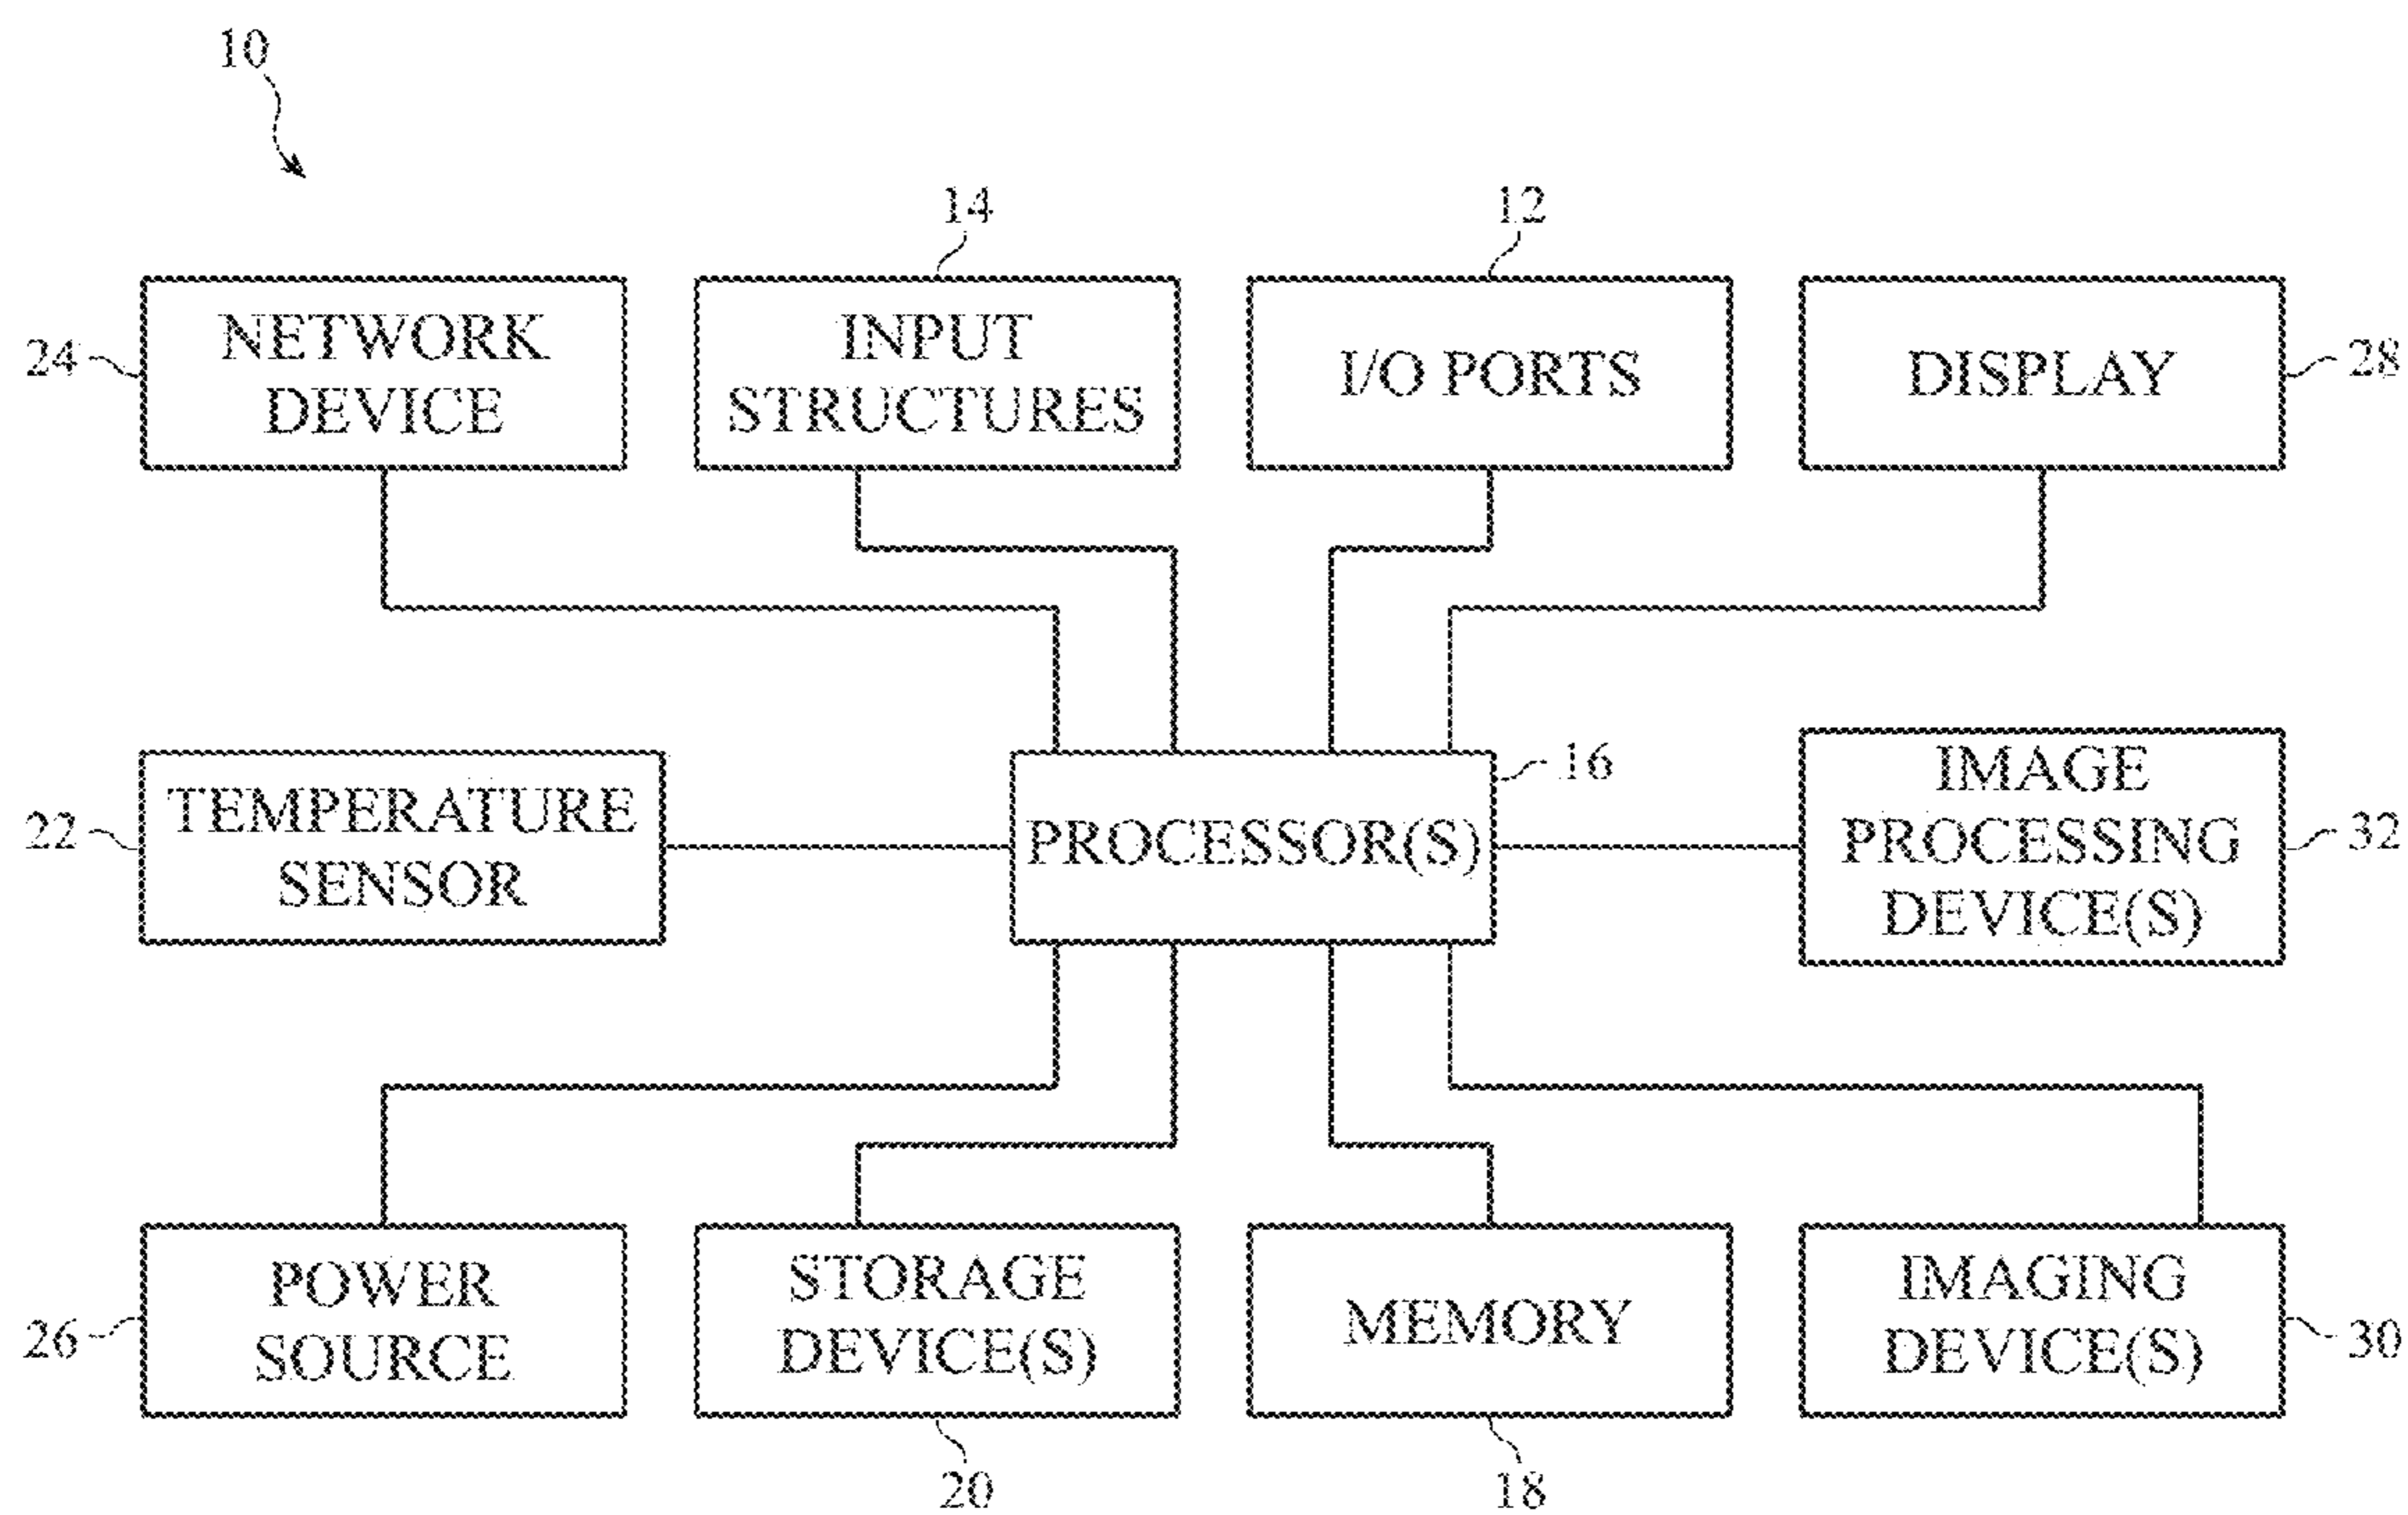 10
14
12
NETWORK
DEVICE
INPUT
STRUCTURES
I/O PORTS
DISPLAY
24
28
16
TEMPERATURE
SENSOR
PROCESSOR(S)
IMAGE
PROCESSING
DEVICE(S)
22
32
POWER
SOURCE
STORAGE
DEVICE(S)
MEMORY
IMAGING
DEVICE(S)
26
30
20
18